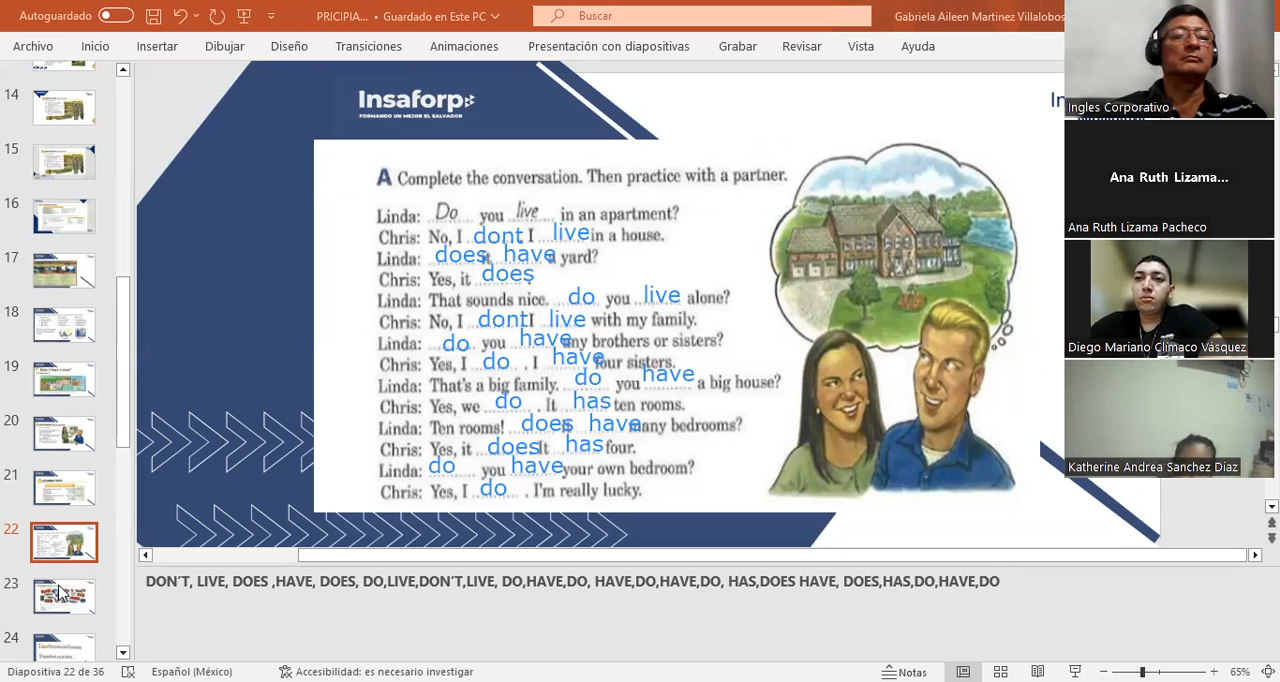 Autoguardado
PRICIPIA... • Guardado en Este PC
Buscar
Gabriela Aileen Martinez Villalobos
Archivo Inicio Insertar Dibujar Diseño Transiciones Animaciones Presentación con diapositivas Grabar Revisar Vista Ayuda
14
15
16
17
18
19
20
21
22
23
24
Insaforp
FORMANDO UN MEJOR EL SALVADOR
In
A Complete the conversation. Then practice with a partner.
Linda: Do you live in an apartment?
Chris: No, I dont. I live in a house.
Linda: does it have a yard?
Chris: Yes, it does.
Linda: That sounds nice. do you live alone?
Chris: No, I dont I live with my family.
Linda: do you have any brothers or sisters?
Chris: Yes, I do . I have four sisters.
Linda: That's a big family. do you have a big house?
Chris: Yes, we do . It has ten rooms.
Linda: Ten rooms! does it have many bedrooms?
Chris: Yes, it does It has four.
Linda: do you have your own bedroom?
Chris: Yes, I do . I'm really lucky.
DON'T, LIVE, DOES ,HAVE, DOES, DO,LIVE,DON'T,LIVE, DO,HAVE,DO, HAVE,DO,HAVE,DO, HAS,DOES HAVE, DOES,HAS,DO,HAVE,DO
Ingles Corporativo
Ana Ruth Lizama...
Ana Ruth Lizama Pacheco
Diego Mariano Climaco Vásquez
Katherine Andrea Sanchez Diaz
Diapositiva 22 de 36
Español (México)
Accesibilidad: es necesario investigar
Notas
65%